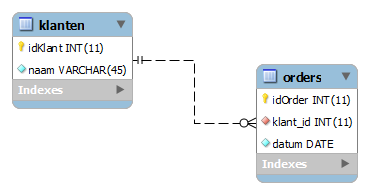 klanten
idKlant INT(11)
naam VARCHAR(45)
Indexes
orders
idOrder INT(11)
klant_id INT(11)
datum DATE
Indexes